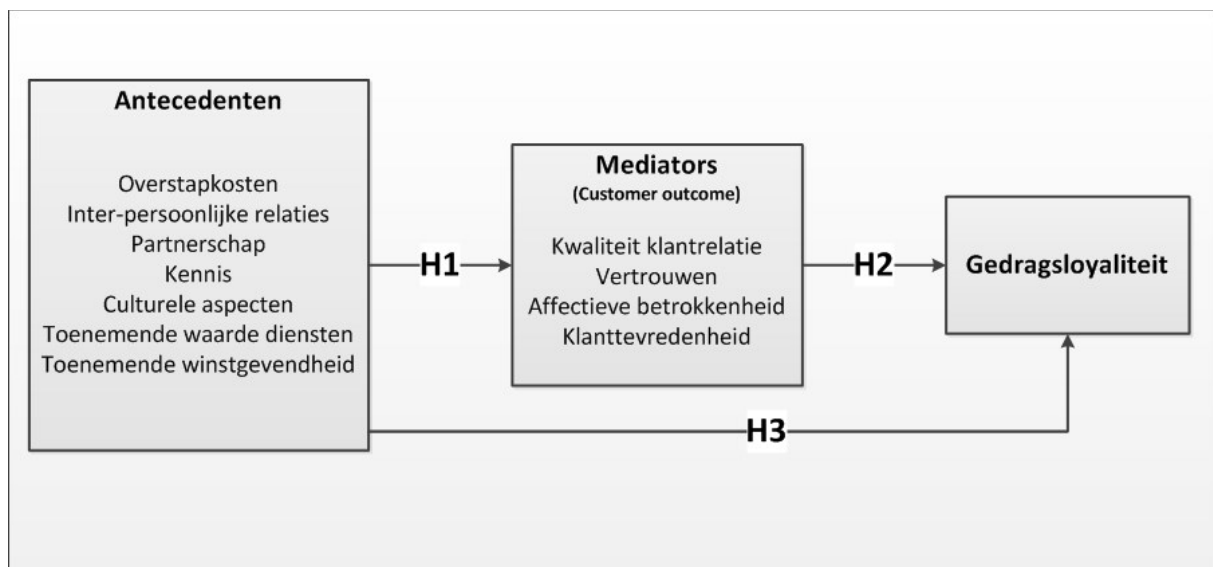 Antecedenten
Overstapkosten
Inter-persoonlijke relaties
Partnerschap
Kennis
Culturele aspecten
Toenemende waarde diensten
Toenemende winstgevendheid
H1
Mediators
(Customer outcome)
Kwaliteit klantrelatie
Vertrouwen
Affectieve betrokkenheid
Klanttevredenheid
H2
Gedragsloyaliteit
H3